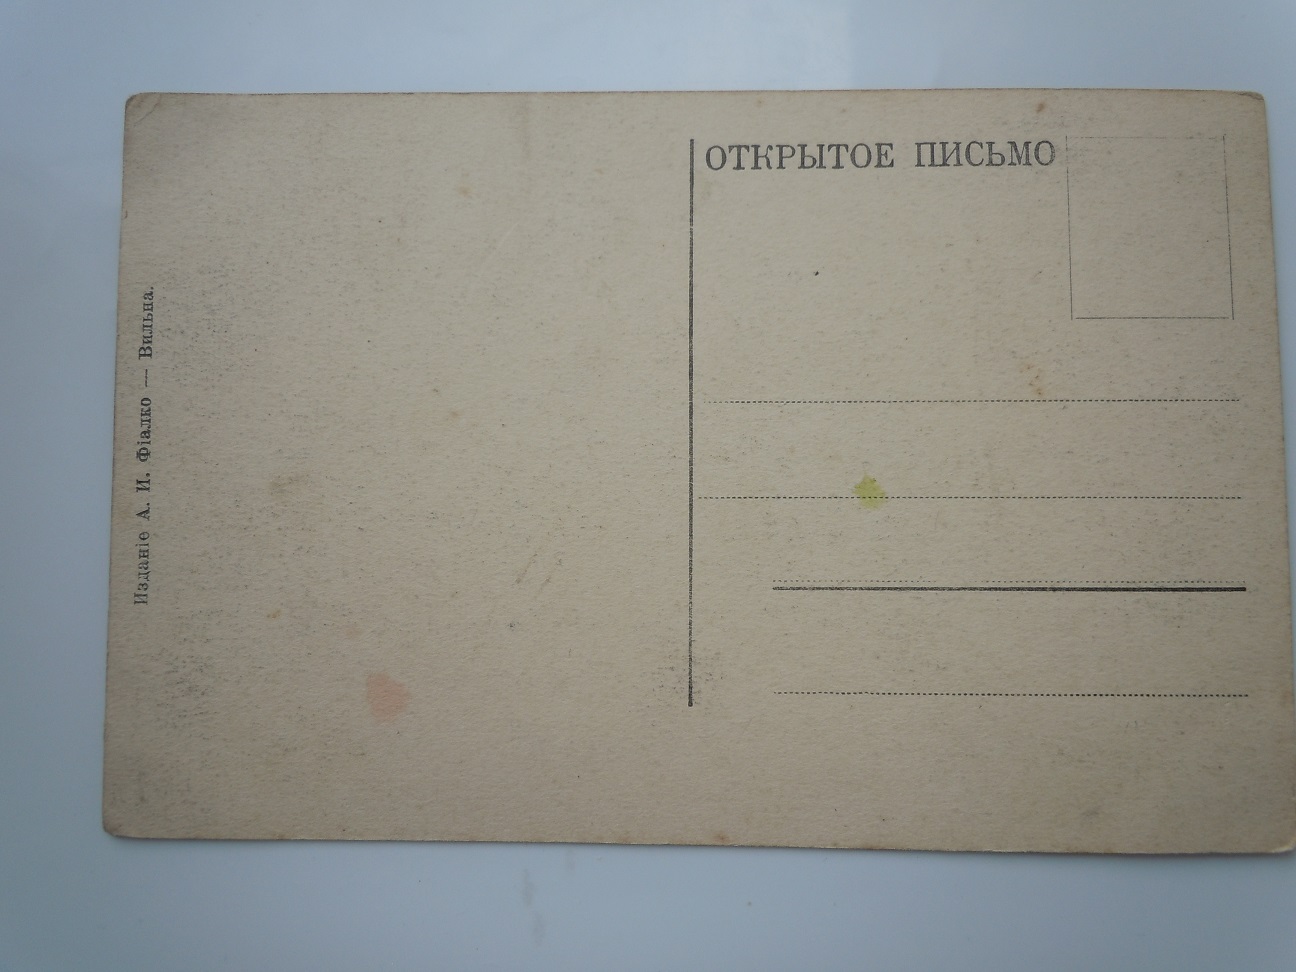 ОТКРЫТОЕ ПИСЬМО
Изданіе А. И. Фіалко — Вильна.